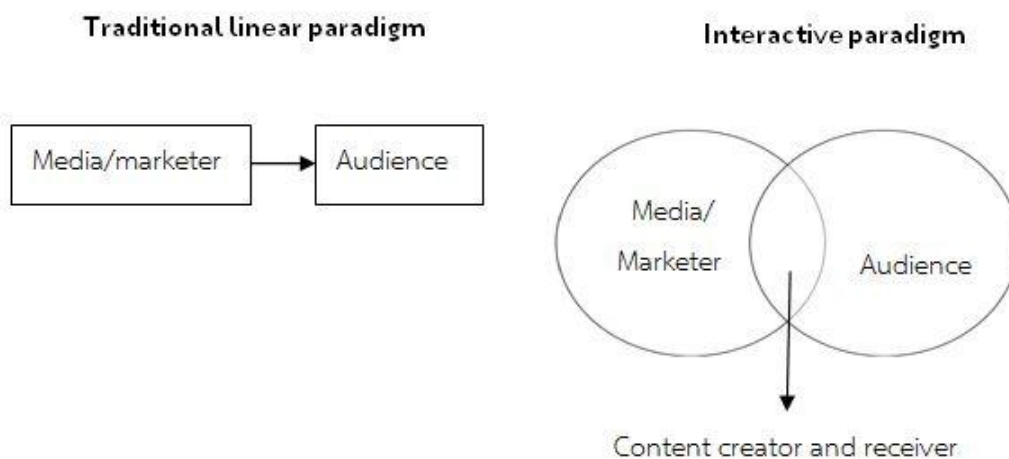 Traditional linear paradigm
Media/marketer
Audience
Interactive paradigm
Media/
Marketer
Audience
Content creator and receiver